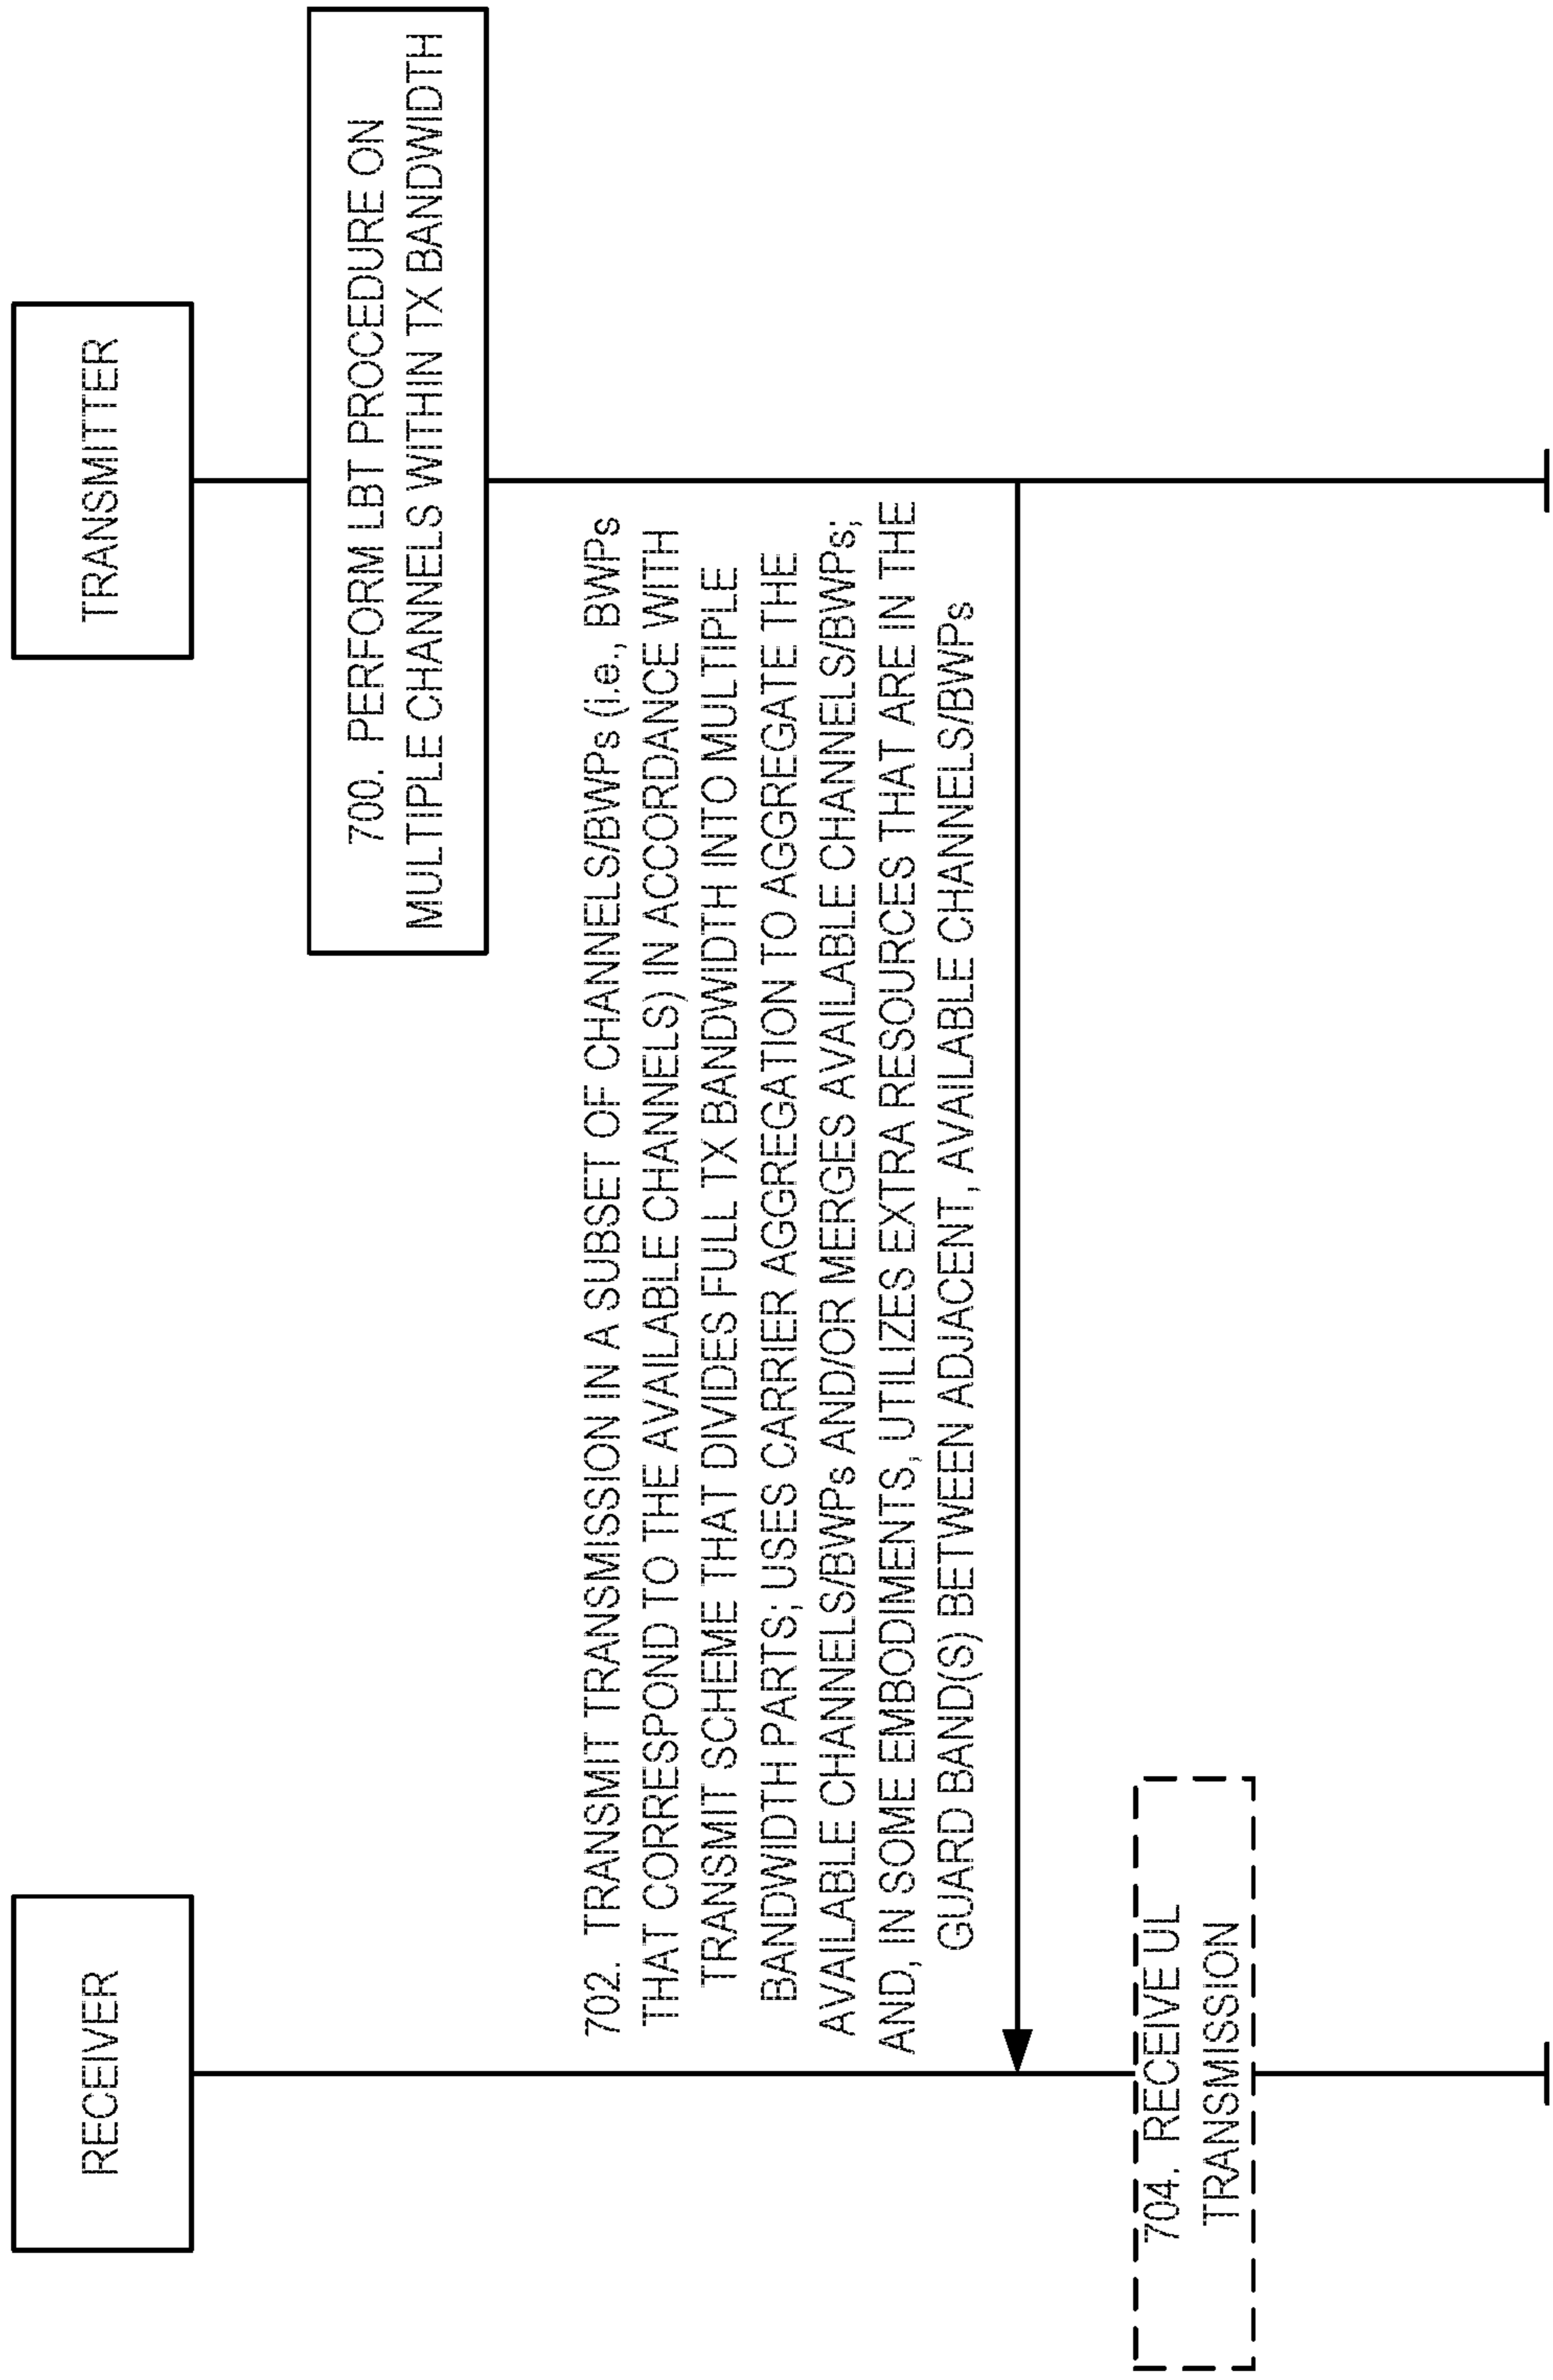 RECEIVER
TRANSMITTER
700. PERFORM LBT PROCEDURE ON
MULTIPLE CHANNELS WITHIN TX BANDWIDTH
702. TRANSMIT TRANSMISSION IN A SUBSET OF CHANNELS/BWPs (i.e., BWPs
THAT CORRESPOND TO THE AVAILABLE CHANNELS) IN ACCORDANCE WITH
TRANSMIT SCHEME THAT DIVIDES FULL TX BANDWIDTH INTO MULTIPLE
BANDWIDTH PARTS; USES CARRIER AGGREGATION TO AGGREGATE THE
AVAILABLE CHANNELS/BWPs AND/OR MERGES AVAILABLE CHANNELS/BWPs;
AND, IN SOME EMBODIMENTS, UTILIZES EXTRA RESOURCES THAT ARE IN THE
GUARD BAND(S) BETWEEN ADJACENT, AVAILABLE CHANNELS/BWPs
704. RECEIVE UL
TRANSMISSION